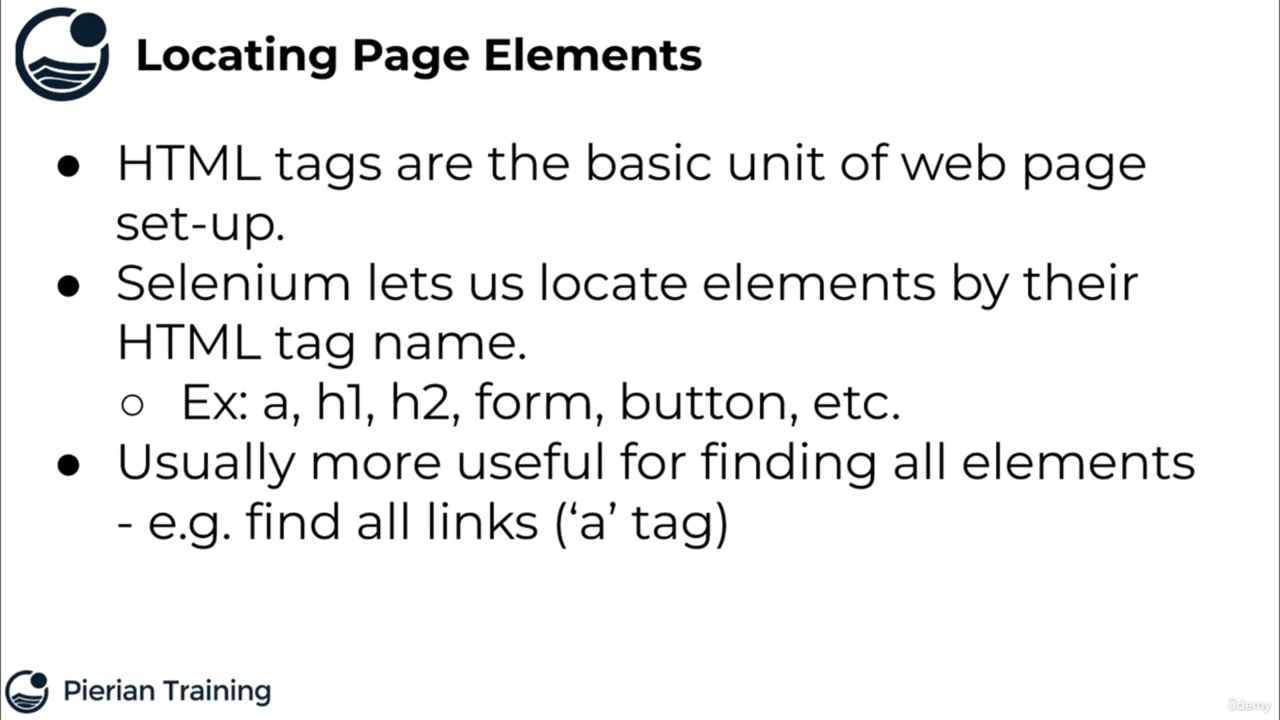 Locating Page Elements
● HTML tags are the basic unit of web page
set-up.
● Selenium lets us locate elements by their
HTML tag name.
○ Ex: a, h1, h2, form, button, etc.
● Usually more useful for finding all elements
- e.g. find all links (‘a’ tag)
Pierian Training
ûdemy